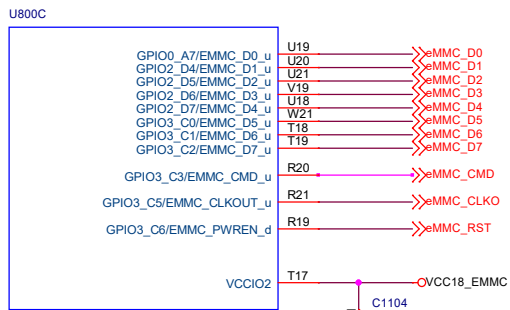 U800C
GPIO0_A7/EMMC_D0_u U19 eMMC_D0
GPIO2_D4/EMMC_D1_u U20 eMMC_D1
GPIO2_D5/EMMC_D2_u U21 eMMC_D2
GPIO2_D6/EMMC_D3_u V19 eMMC_D3
GPIO2_D7/EMMC_D4_u U18 eMMC_D4
GPIO3_C0/EMMC_D5_u W21 eMMC_D5
GPIO3_C1/EMMC_D6_u T18 eMMC_D6
GPIO3_C2/EMMC_D7_u T19 eMMC_D7
GPIO3_C3/EMMC_CMD_u R20 eMMC_CMD
GPIO3_C5/EMMC_CLKOUT_u R21 eMMC_CLKO
GPIO3_C6/EMMC_PWREN_d R19 eMMC_RST
VCCIO2 T17 VCC18_EMMC
C1104